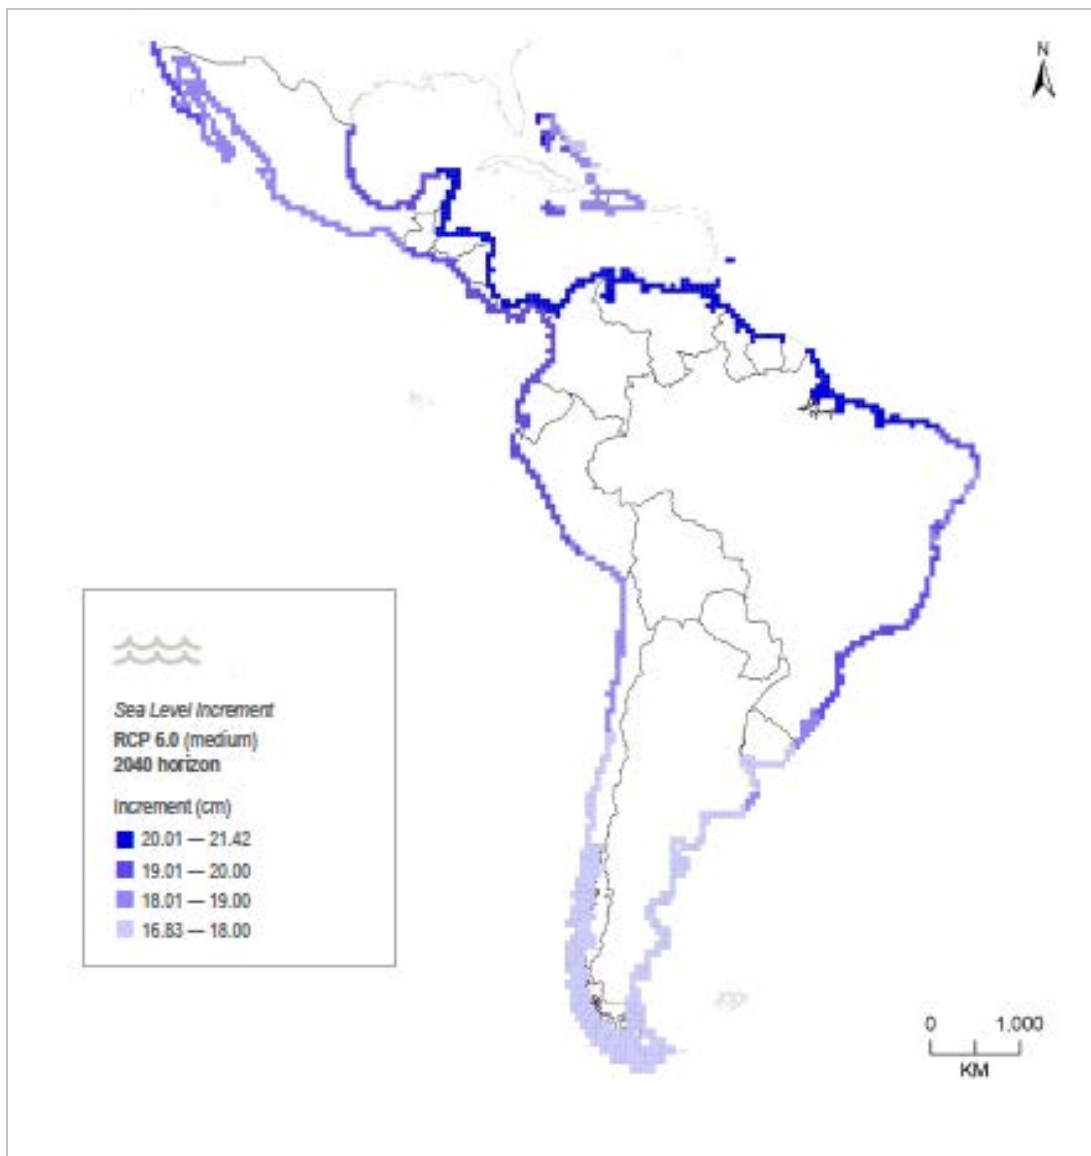 N
Sea Level Increment
RCP 6.0 (medium)
2040 horizon
Increment (cm)
20.01 — 21.42
19.01 — 20.00
18.01 — 19.00
16.83 — 18.00
0 1.000
KM